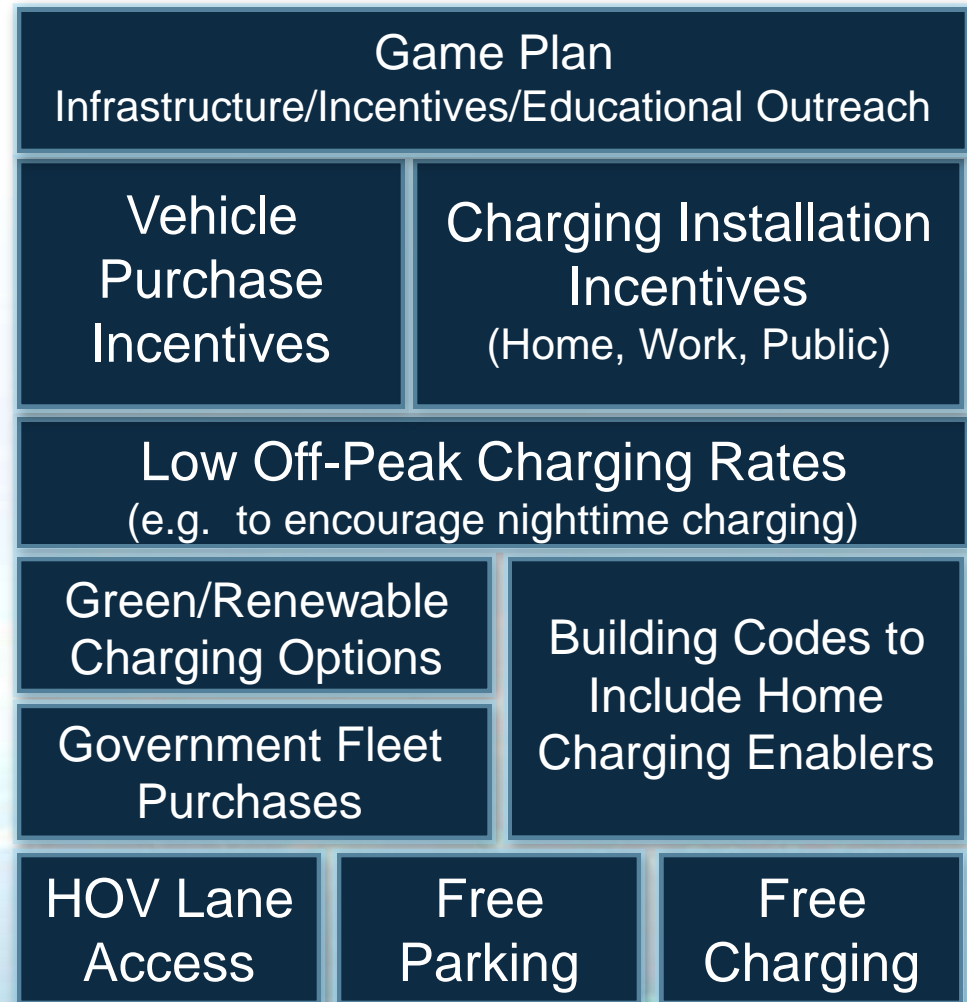 Game Plan
Infrastructure/Incentives/Educational Outreach
Vehicle
Purchase
Incentives
Charging Installation
Incentives
(Home, Work, Public)
Low Off-Peak Charging Rates
(e.g.  to encourage nighttime charging)
Green/Renewable
Charging Options
Government Fleet
Purchases
Building Codes to
Include Home
Charging Enablers
HOV Lane
Access
Free
Parking
Free
Charging